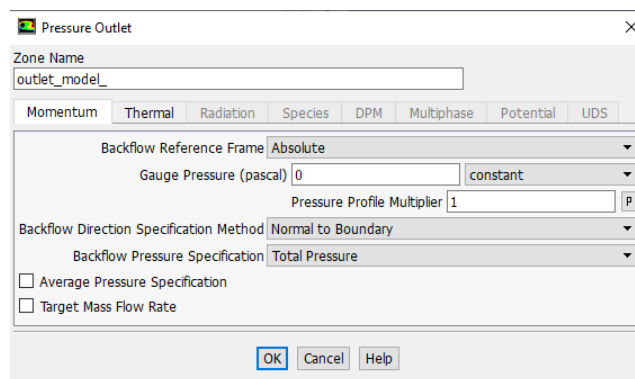 Pressure Outlet
Zone Name
outlet_model_
Momentum Thermal Radiation Species DPM Multiphase Potential UDS
Backflow Reference Frame Absolute
Gauge Pressure (pascal) 0 constant
Pressure Profile Multiplier 1 P
Backflow Direction Specification Method Normal to Boundary
Backflow Pressure Specification Total Pressure
Average Pressure Specification
Target Mass Flow Rate
OK Cancel Help